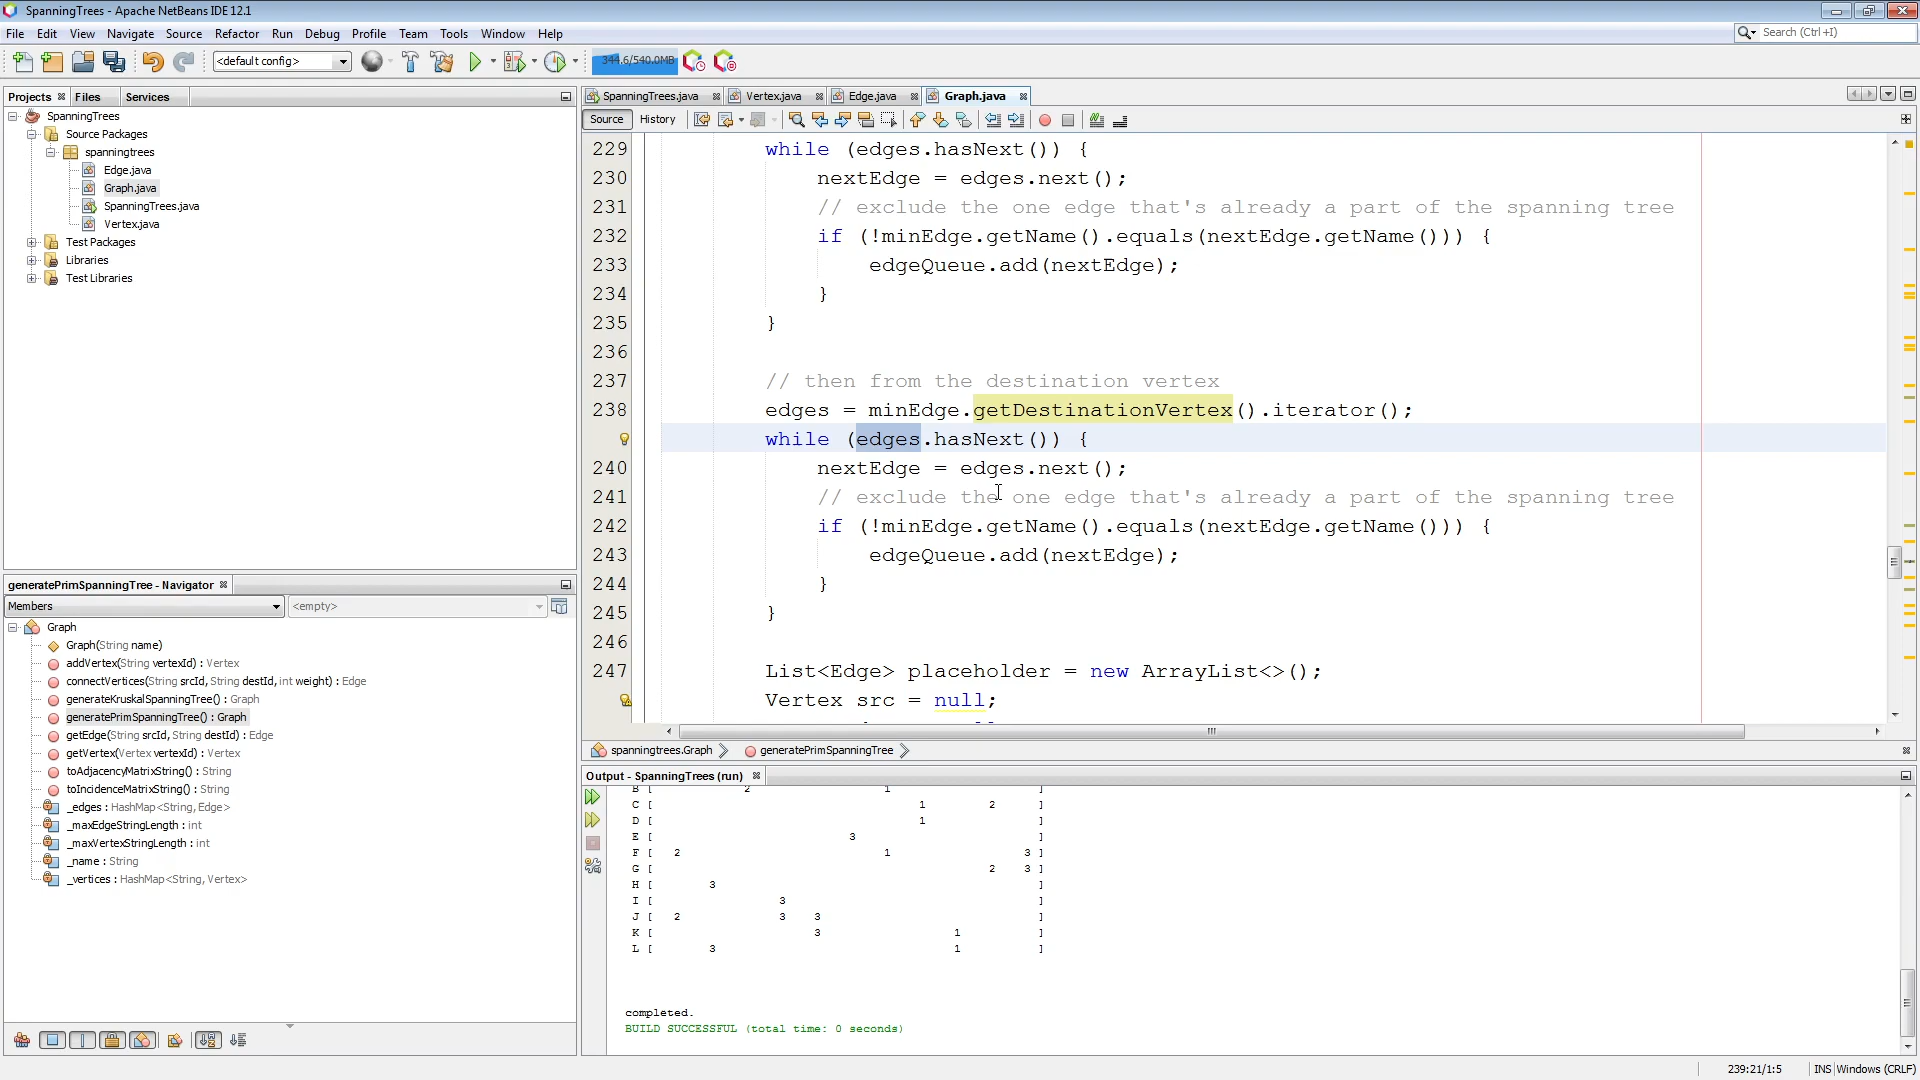 SpanningTrees - Apache NetBeans IDE 12.1
File Edit View Navigate Source Refactor Run Debug Profile Team Tools Window Help
Search (Ctrl+I)
<default config>
344.6/540.0MB
Projects Files Services
SpanningTrees
Source Packages
spanningtrees
Edge.java
Graph.java
SpanningTrees.java
Vertex.java
Test Packages
Libraries
Test Libraries
generatePrimSpanningTree - Navigator
Members <empty>
Graph
Graph(String name)
addVertex(String vertexId) : Vertex
connectVertices(String srcId, String destId, int weight) : Edge
generateKruskalSpanningTree() : Graph
generatePrimSpanningTree() : Graph
getEdge(String srcId, String destId) : Edge
getVertex(Vertex vertexId) : Vertex
toAdjacencyMatrixString() : String
toIncidenceMatrixString() : String
_edges : HashMap<String, Edge>
_maxEdgeStringLength : int
_maxVertexStringLength : int
_name : String
_vertices : HashMap<String, Vertex>
SpanningTrees.java Vertex.java Edge.java Graph.java
Source History
229 while (edges.hasNext()) {
230 nextEdge = edges.next();
231 // exclude the one edge that's already a part of the spanning tree
232 if (!minEdge.getName().equals(nextEdge.getName())) {
233 edgeQueue.add(nextEdge);
234 }
235 }
236
237 // then from the destination vertex
238 edges = minEdge.getDestinationVertex().iterator();
while (edges.hasNext()) {
240 nextEdge = edges.next();
241 // exclude the one edge that's already a part of the spanning tree
242 if (!minEdge.getName().equals(nextEdge.getName())) {
243 edgeQueue.add(nextEdge);
244 }
245 }
246
247 List<Edge> placeholder = new ArrayList<>();
Vertex src = null;
spanningtrees.Graph generatePrimSpanningTree
Output - SpanningTrees (run)
B [ 2 1 ]
C [ 1 2 ]
D [ 1 ]
E [ 3 ]
F [ 2 1 3 ]
G [ 2 3 ]
H [ 3 ]
I [ 3 ]
J [ 2 3 3 ]
K [ 3 1 ]
L [ 3 1 ]
completed.
BUILD SUCCESSFUL (total time: 0 seconds)
239:21/1:5 INS Windows (CRLF)